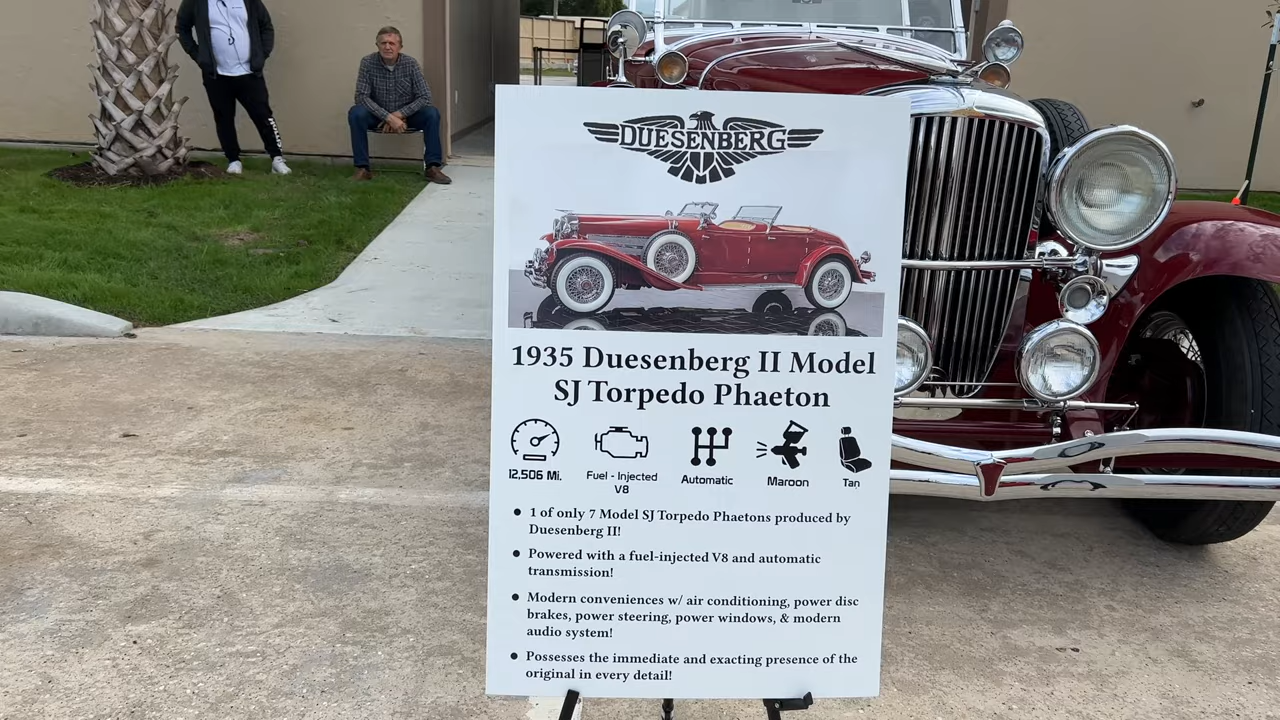 DUESENBERG
1935 Duesenberg II Model
SJ Torpedo Phaeton
12,506 Mi.
Fuel - Injected
V8
Automatic
Maroon
Tan
• 1 of only 7 Model SJ Torpedo Phaetons produced by
Duesenberg II!
• Powered with a fuel-injected V8 and automatic
transmission!
• Modern conveniences w/ air conditioning, power disc
brakes, power steering, power windows, & modern
audio system!
• Possesses the immediate and exacting presence of the
original in every detail!